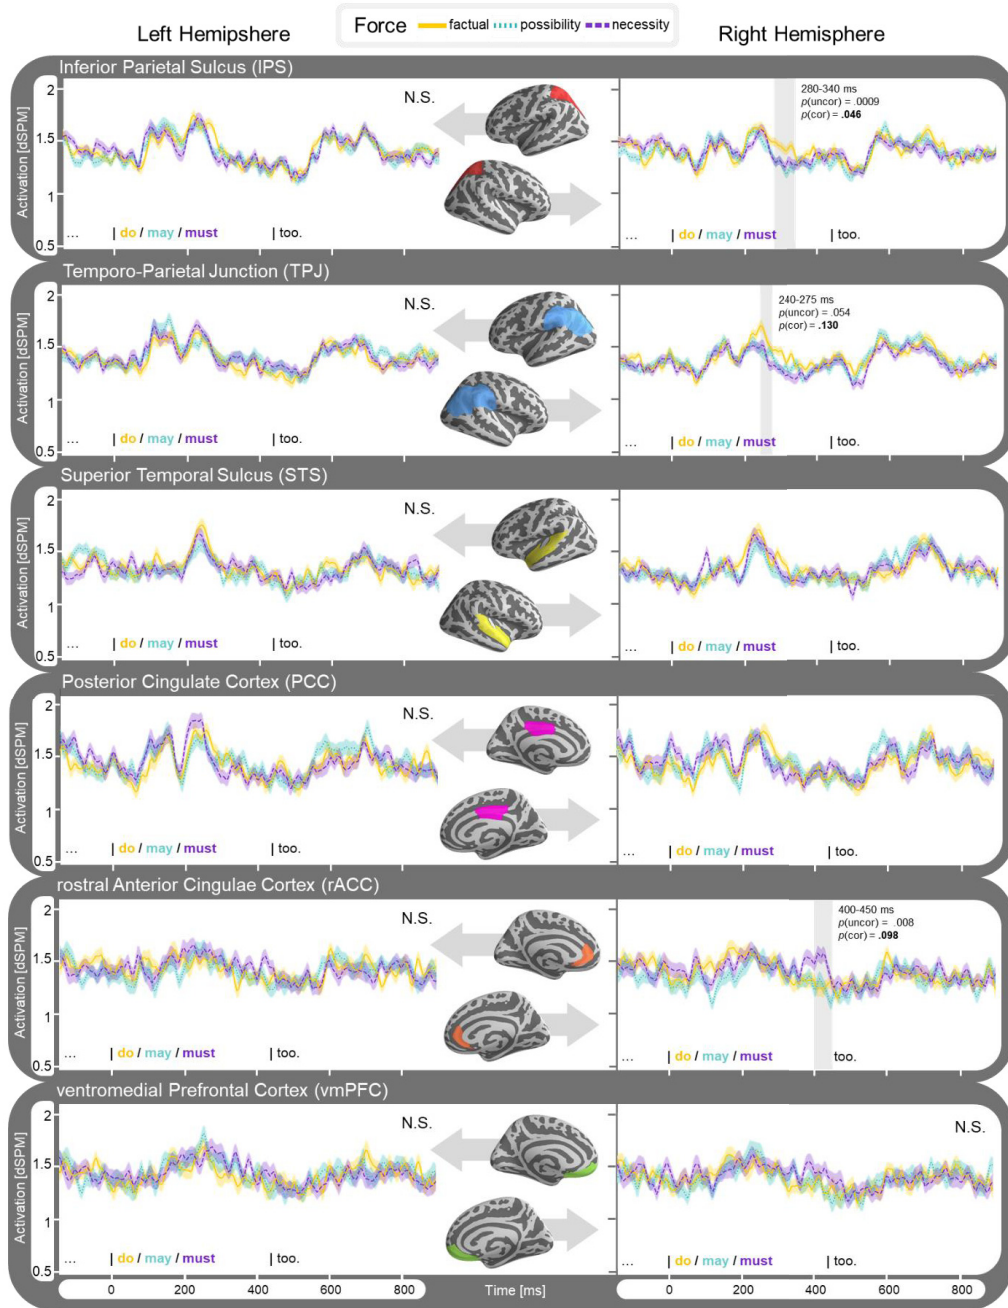 Left Hemipshere
Force factual possibility necessity
Right Hemisphere
Inferior Parietal Sulcus (IPS)
Activation [dSPM]
2
1.5
1
0.5
N.S.
... | do / may / must | too.
280-340 ms
p(uncor) = .0009
p(cor) = .046
... | do / may / must | too.
Temporo-Parietal Junction (TPJ)
Activation [dSPM]
2
1.5
1
0.5
N.S.
... | do / may / must | too.
240-275 ms
p(uncor) = .054
p(cor) = .130
... | do / may / must | too.
Superior Temporal Sulcus (STS)
Activation [dSPM]
2
1.5
1
0.5
N.S.
... | do / may / must | too.
... | do / may / must | too.
Posterior Cingulate Cortex (PCC)
Activation [dSPM]
2
1.5
1
0.5
N.S.
... | do / may / must | too.
... | do / may / must | too.
rostral Anterior Cingulae Cortex (rACC)
Activation [dSPM]
2
1.5
1
0.5
N.S.
... | do / may / must | too.
400-450 ms
p(uncor) = .008
p(cor) = .098
... | do / may / must too.
ventromedial Prefrontal Cortex (vmPFC)
Activation [dSPM]
2
1.5
1
0.5
N.S.
... | do / may / must | too.
N.S.
... | do / may / must | too.
0 200 400 600 800 Time [ms] 0 200 400 600 800